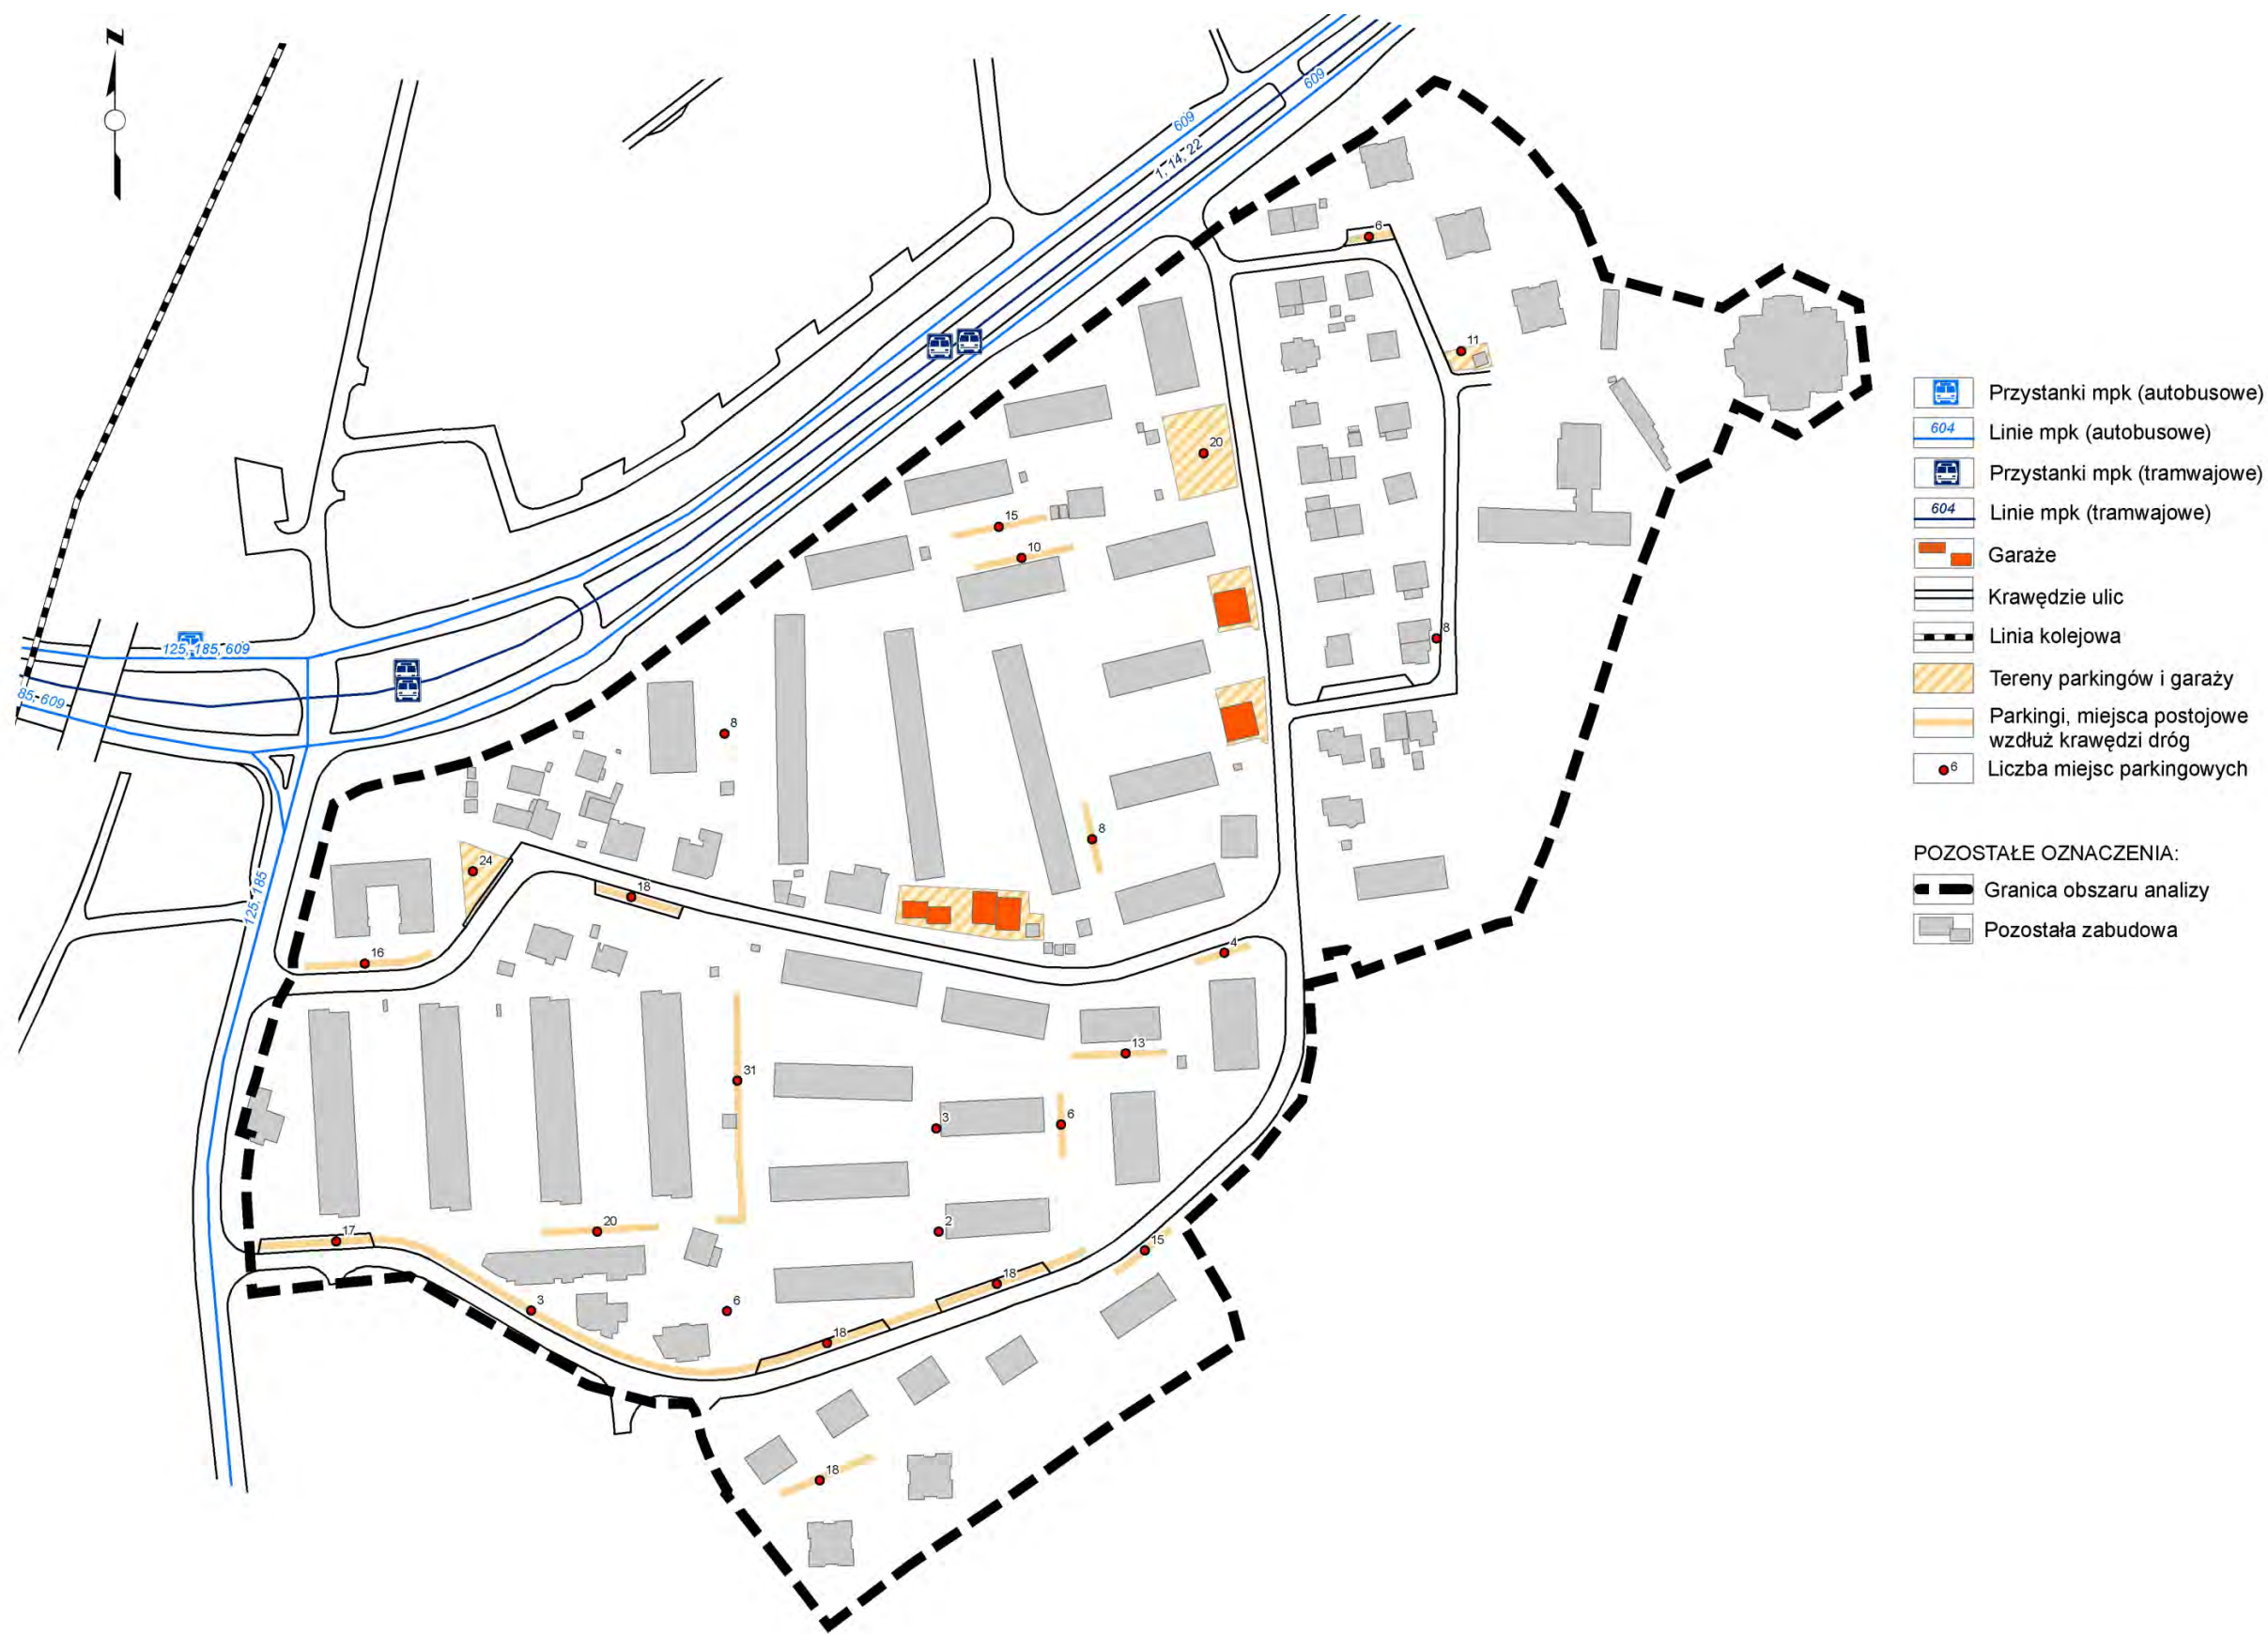 N
609
609
1, 14, 22
6
11
20
15
10
8
125, 185, 609
85, 609
8
8
24
18
125, 185
16
4
13
31
3
6
20
2
17
15
18
3
6
18
18
Przystanki mpk (autobusowe)
604
Linie mpk (autobusowe)
Przystanki mpk (tramwajowe)
604
Linie mpk (tramwajowe)
Garaże
Krawędzie ulic
Linia kolejowa
Tereny parkingów i garaży
Parkingi, miejsca postojowe
wzdłuż krawędzi dróg
6
Liczba miejsc parkingowych
POZOSTAŁE OZNACZENIA:
Granica obszaru analizy
Pozostała zabudowa